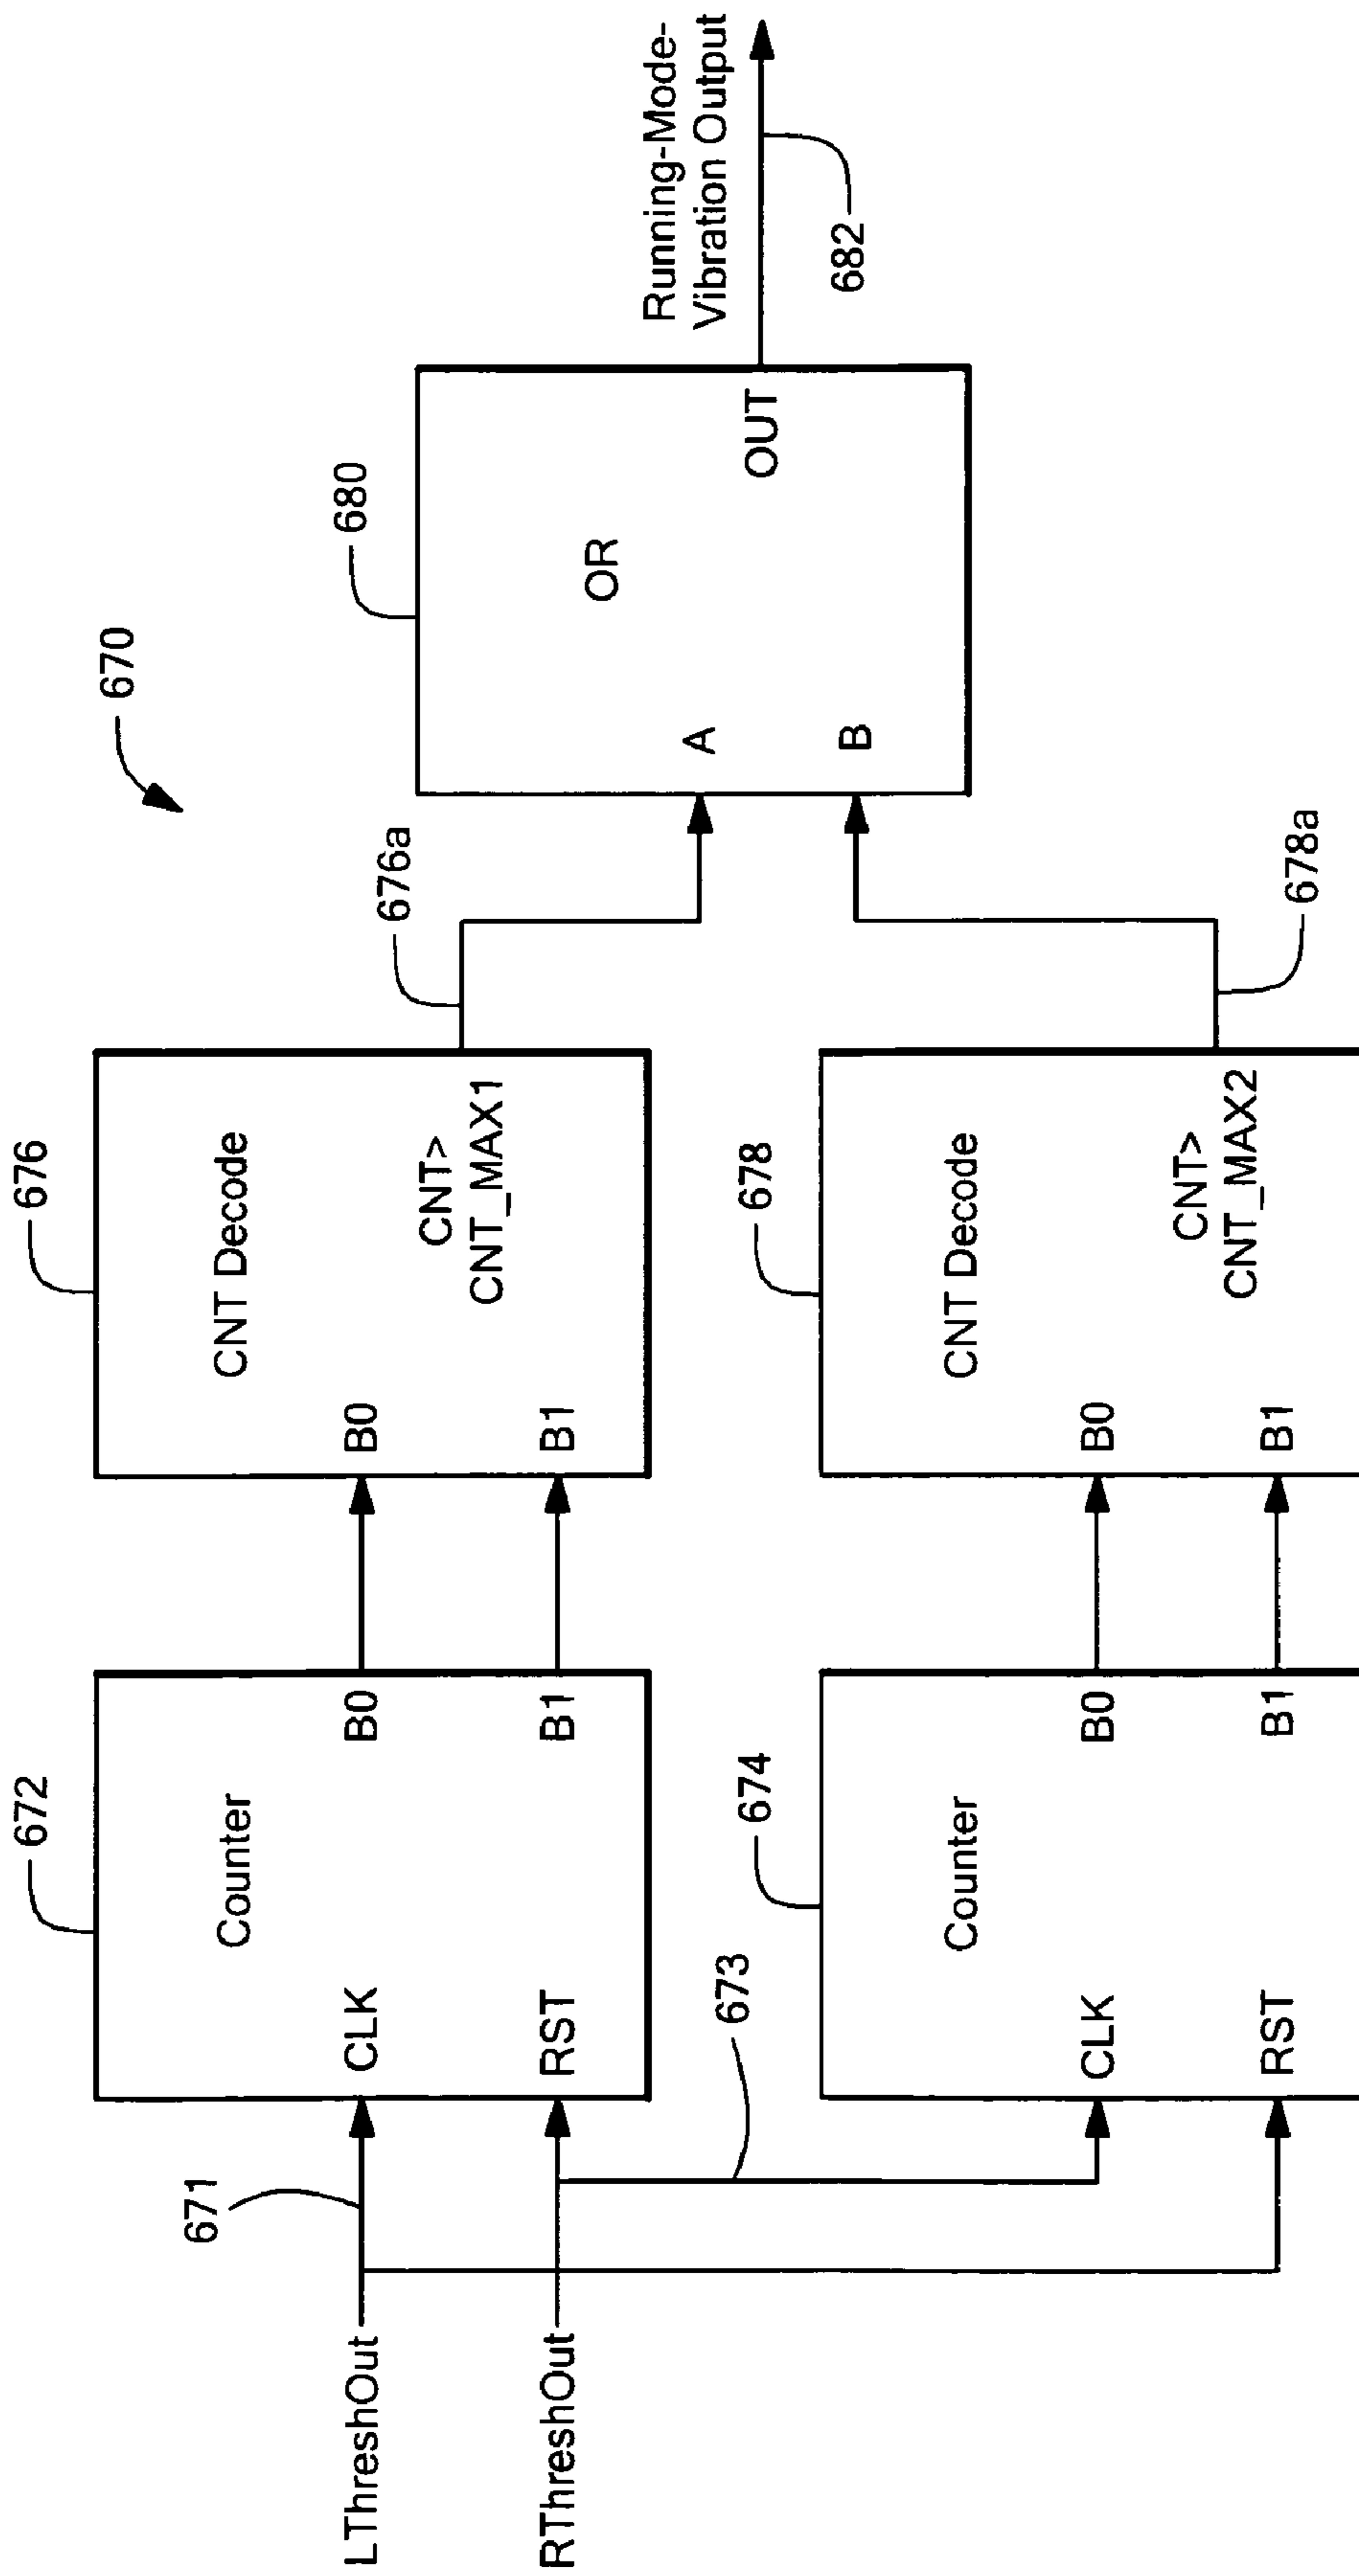 670
LThreshOut
RThreshOut
671
673
672
Counter
CLK
RST
B0
B1
676
CNT Decode
B0
B1
CNT>
CNT_MAX1
676a
674
Counter
CLK
RST
B0
B1
678
CNT Decode
B0
B1
CNT>
CNT_MAX2
678a
680
OR
A
B
OUT
Running-Mode-
Vibration Output
682